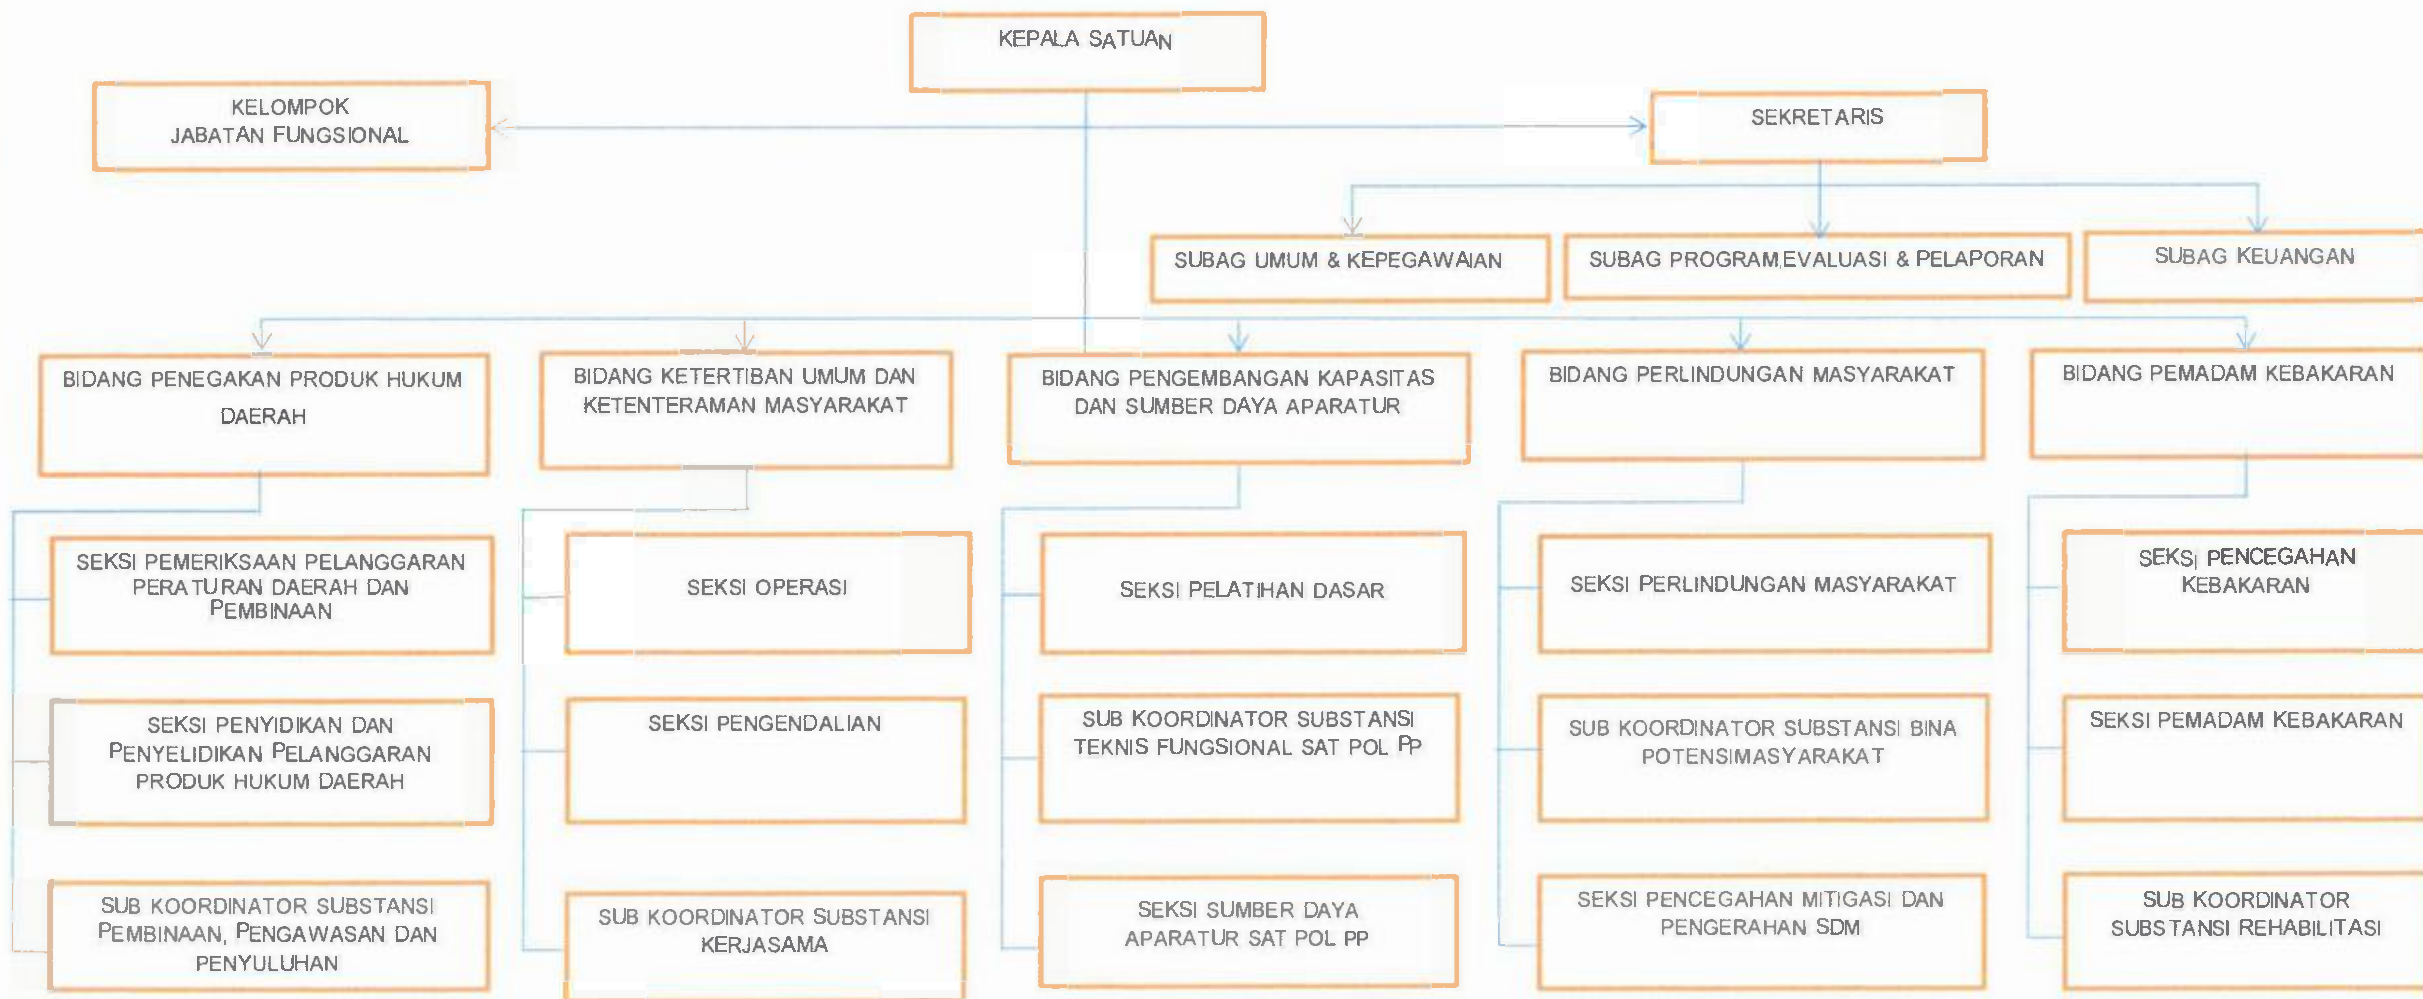 KEPALA SATUAN
KELOMPOK
JABATAN FUNGSIONAL
SEKRETARIS
SUBAG UMUM & KEPEGAWAIAN
SUBAG PROGRAM,EVALUASI & PELAPORAN
SUBAG KEUANGAN
BIDANG PENEGAKAN PRODUK HUKUM
DAERAH
BIDANG KETERTIBAN UMUM DAN
KETENTERAMAN MASYARAKAT
BIDANG PENGEMBANGAN KAPASITAS
DAN SUMBER DAYA APARATUR
BIDANG PERLINDUNGAN MASYARAKAT
BIDANG PEMADAM KEBAKARAN
SEKSI PEMERIKSAAN PELANGGARAN
PERATURAN DAERAH DAN
PEMBINAAN
SEKSI OPERASI
SEKSI PELATIHAN DASAR
SEKSI PERLINDUNGAN MASYARAKAT
SEKSI PENCEGAHAN
KEBAKARAN
SEKSI PENYIDIKAN DAN
PENYELIDIKAN PELANGGARAN
PRODUK HUKUM DAERAH
SEKSI PENGENDALIAN
SUB KOORDINATOR SUBSTANSI
TEKNIS FUNGSIONAL SAT POL PP
SUB KOORDINATOR SUBSTANSI BINA
POTENSIMASYARAKAT
SEKSI PEMADAM KEBAKARAN
SUB KOORDINATOR SUBSTANSI
PEMBINAAN, PENGAWASAN DAN
PENYULUHAN
SUB KOORDINATOR SUBSTANSI
KERJASAMA
SEKSI SUMBER DAYA
APARATUR SAT POL PP
SEKSI PENCEGAHAN MITIGASI DAN
PENGERAHAN SDM
SUB KOORDINATOR
SUBSTANSI REHABILITASI